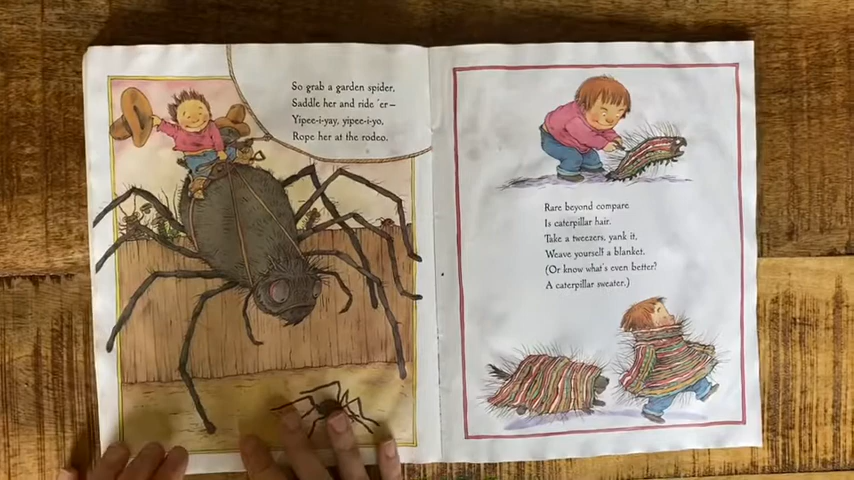 So grab a garden spider,
Saddle her and ride 'er—
Yipee-i-yay, yipee-i-yo,
Rope her at the rodeo.
Rare beyond compare
Is caterpillar hair.
Take a tweezers, yank it,
Weave yourself a blanket.
(Or know what's even better?
A caterpillar sweater.)